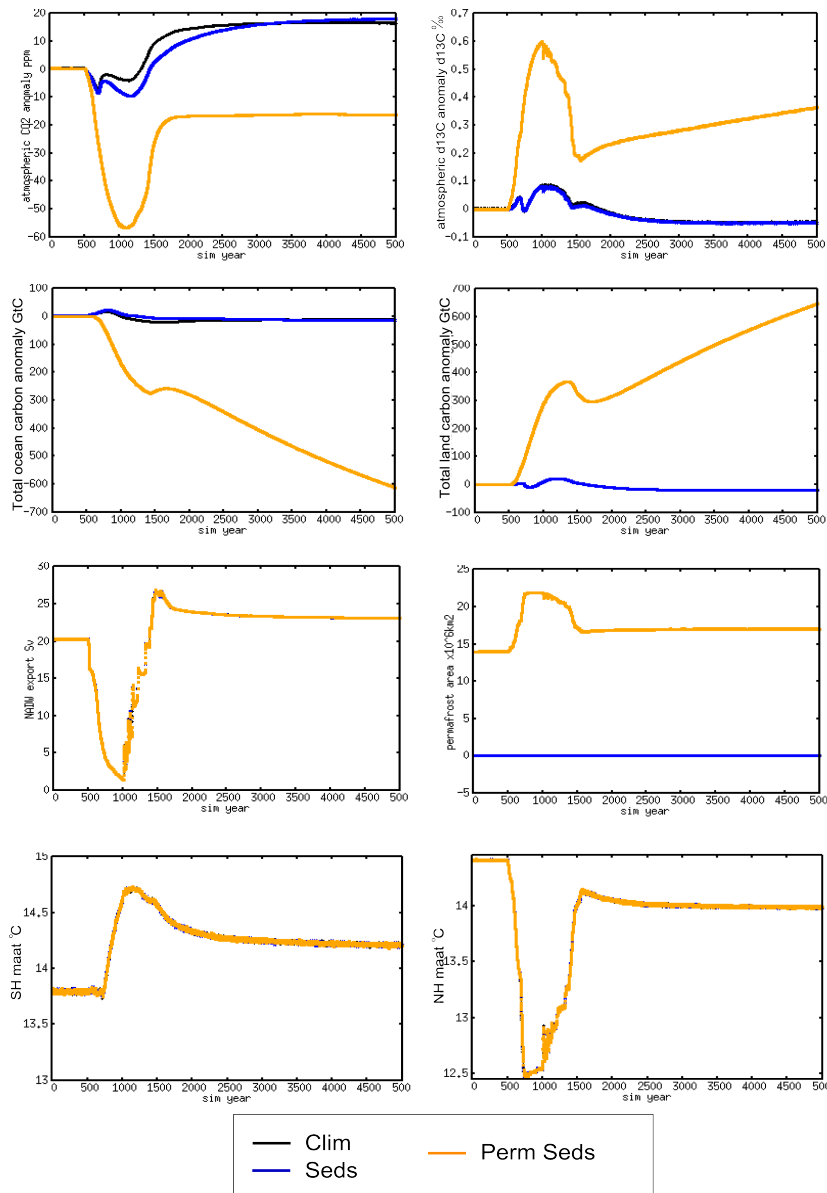 atmospheric CO2 anomaly ppm
20
10
0
-10
-20
-30
-40
-50
-60
0 500 1000 1500 2000 2500 3000 3500 4000 4500 500
sim year
atmospheric d13C anomaly d13C ‰
0.7
0.6
0.5
0.4
0.3
0.2
0.1
0
-0.1
0 500 1000 1500 2000 2500 3000 3500 4000 4500 500
sim year
Total ocean carbon anomaly GtC
100
0
100
200
300
400
-500
-600
-700
0 500 1000 1500 2000 2500 3000 3500 4000 4500 500
sim year
Total land carbon anomaly GtC
700
600
500
400
300
200
100
0
-100
0 500 1000 1500 2000 2500 3000 3500 4000 4500 500
sim year
NADW export Sv
30
25
20
15
10
5
0
0 500 1000 1500 2000 2500 3000 3500 4000 4500 500
sim year
permafrost area x10^6km2
25
20
15
10
5
0
-5
0 500 1000 1500 2000 2500 3000 3500 4000 4500 500
sim year
SH maat °C
15
14.5
14
13.5
13
0 500 1000 1500 2000 2500 3000 3500 4000 4500 500
sim year
NH maat °C
14
13.5
13
12.5
0 500 1000 1500 2000 2500 3000 3500 4000 4500 500
sim year
Clim
Seds
Perm Seds